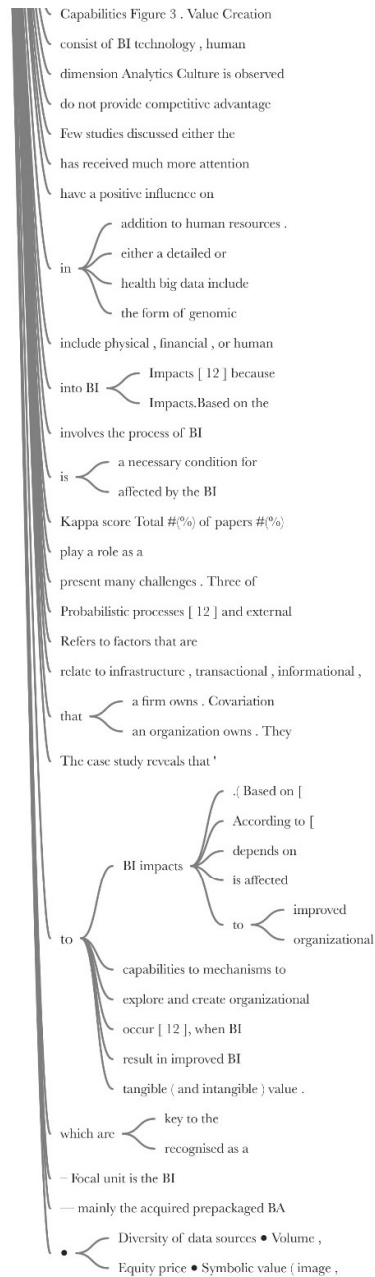 Capabilities Figure 3 . Value Creation
consist of BI technology , human
dimension Analytics Culture is observed
do not provide competitive advantage
Few studies discussed either the
has received much more attention
have a positive influence on
in
addition to human resources .
either a detailed or
health big data include
the form of genomic
include physical , financial , or human
into BI
Impacts [ 12 ] because
Impacts.Based on the
involves the process of BI
is
a necessary condition for
affected by the BI
Kappa score Total #(%) of papers #(%)
play a role as a
present many challenges . Three of
Probabilistic processes [ 12 ] and external
Refers to factors that are
relate to infrastructure , transactional , informational ,
that
a firm owns . Covariation
an organization owns . They
The case study reveals that '
to
BI impacts
.( Based on [
According to [
depends on
is affected
to
improved
organizational
capabilities to mechanisms to
explore and create organizational
occur [ 12 ], when BI
result in improved BI
tangible ( and intangible ) value .
which are
key to the
recognised as a
– Focal unit is the BI
— mainly the acquired prepackaged BA
●
Diversity of data sources ● Volume ,
Equity price ● Symbolic value ( image ,